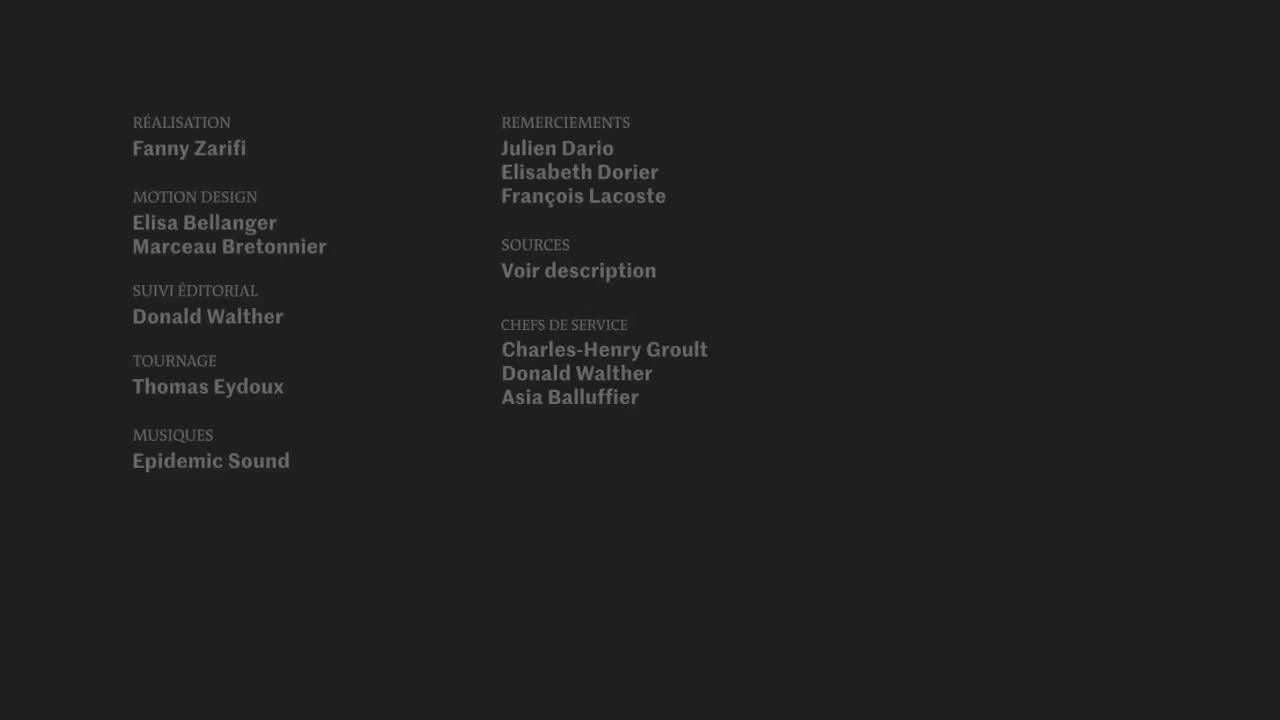 RÉALISATION
Fanny Zarifi
MOTION DESIGN
Elisa Bellanger
Marceau Bretonnier
SUIVI ÉDITORIAL
Donald Walther
TOURNAGE
Thomas Eydoux
MUSIQUES
Epidemic Sound
REMERCIEMENTS
Julien Dario
Elisabeth Dorier
François Lacoste
SOURCES
Voir description
CHEFS DE SERVICE
Charles-Henry Groult
Donald Walther
Asia Balluffier